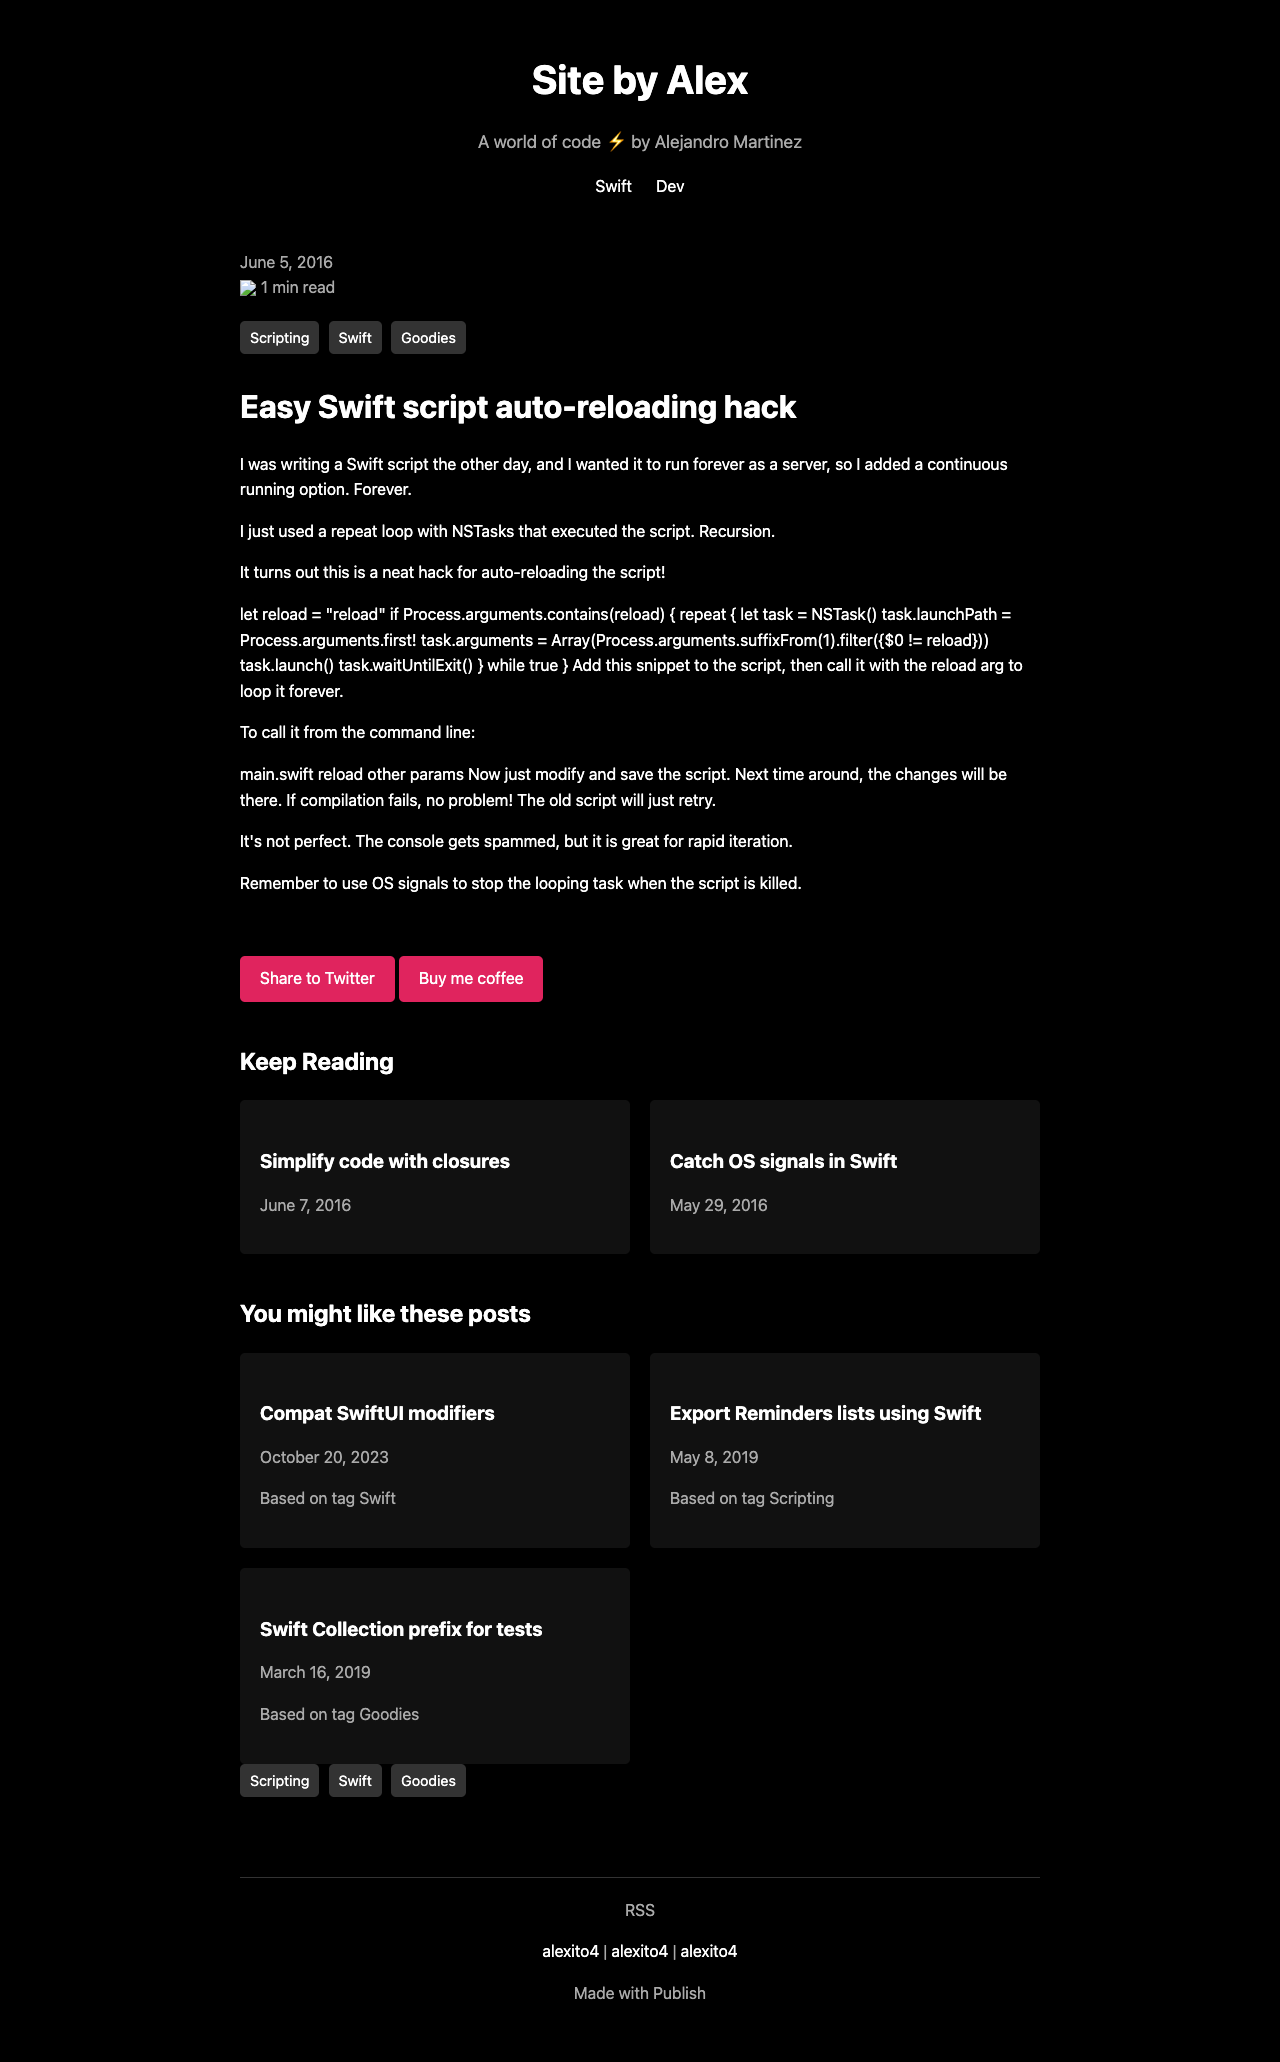 Site by Alex
A world of code ⚡ by Alejandro Martinez
Swift Dev
June 5, 2016
1 min read
Scripting Swift Goodies
Easy Swift script auto-reloading hack
I was writing a Swift script the other day, and I wanted it to run forever as a server, so I added a continuous
running option. Forever.
I just used a repeat loop with NSTasks that executed the script. Recursion.
It turns out this is a neat hack for auto-reloading the script!
let reload = "reload" if Process.arguments.contains(reload) { repeat { let task = NSTask() task.launchPath =
Process.arguments.first! task.arguments = Array(Process.arguments.suffixFrom(1).filter({$0 != reload}))
task.launch() task.waitUntilExit() } while true } Add this snippet to the script, then call it with the reload arg to
loop it forever.
To call it from the command line:
main.swift reload other params Now just modify and save the script. Next time around, the changes will be
there. If compilation fails, no problem! The old script will just retry.
It's not perfect. The console gets spammed, but it is great for rapid iteration.
Remember to use OS signals to stop the looping task when the script is killed.
Share to Twitter Buy me coffee
Keep Reading
Simplify code with closures
June 7, 2016
Catch OS signals in Swift
May 29, 2016
You might like these posts
Compat SwiftUI modifiers
October 20, 2023
Based on tag Swift
Export Reminders lists using Swift
May 8, 2019
Based on tag Scripting
Swift Collection prefix for tests
March 16, 2019
Based on tag Goodies
Scripting Swift Goodies
RSS
alexito4 | alexito4 | alexito4
Made with Publish